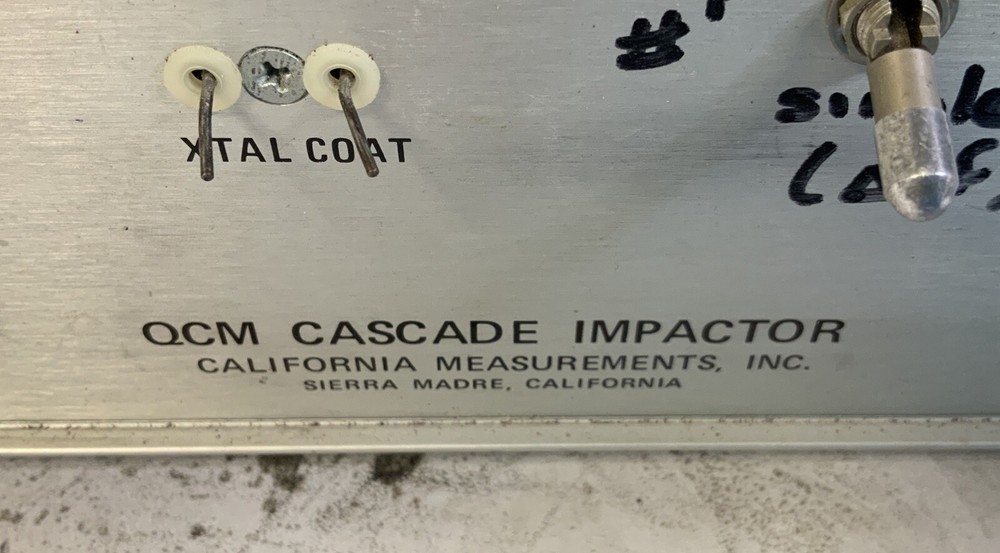 #
XTAL COAT
QCM CASCADE IMPACTOR
CALIFORNIA MEASUREMENTS, INC.
SIERRA MADRE, CALIFORNIA